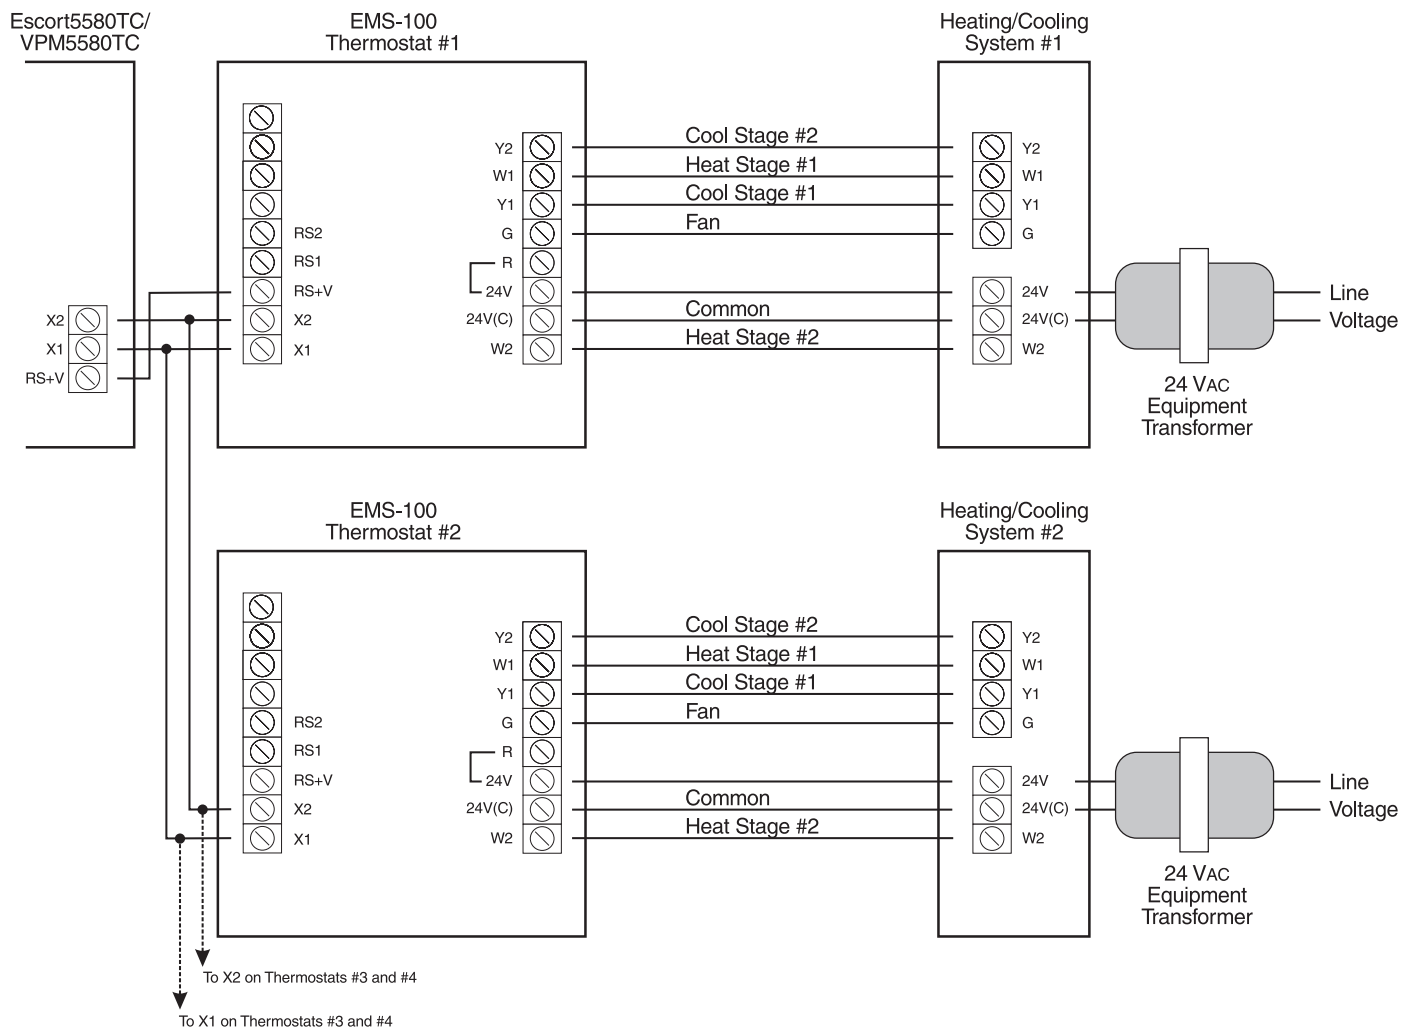 Escort5580TC/
VPM5580TC
EMS-100
Thermostat #1
Heating/Cooling
System #1
Y2
Cool Stage #2
Y2
W1
Heat Stage #1
W1
Y1
Cool Stage #1
Y1
RS2
G
Fan
G
RS1
R
RS+V
24V
24V
Line
X2
X2
24V(C)
Common
24V(C)
Voltage
X1
X1
W2
Heat Stage #2
W2
RS+V
24 VAC
Equipment
Transformer
EMS-100
Thermostat #2
Heating/Cooling
System #2
Y2
Cool Stage #2
Y2
W1
Heat Stage #1
W1
Y1
Cool Stage #1
Y1
RS2
G
Fan
G
RS1
R
RS+V
24V
24V
Line
X2
24V(C)
Common
24V(C)
Voltage
X1
W2
Heat Stage #2
W2
24 VAC
Equipment
Transformer
To X2 on Thermostats #3 and #4
To X1 on Thermostats #3 and #4